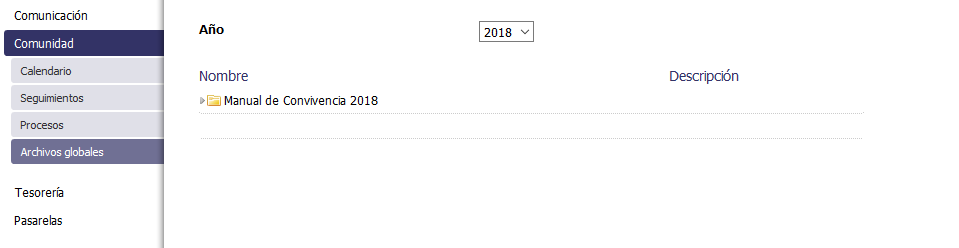 Comunicación
Comunidad
Calendario
Seguimientos
Procesos
Archivos globales
Tesorería
Pasarelas
Año 2018
Nombre Descripción
Manual de Convivencia 2018